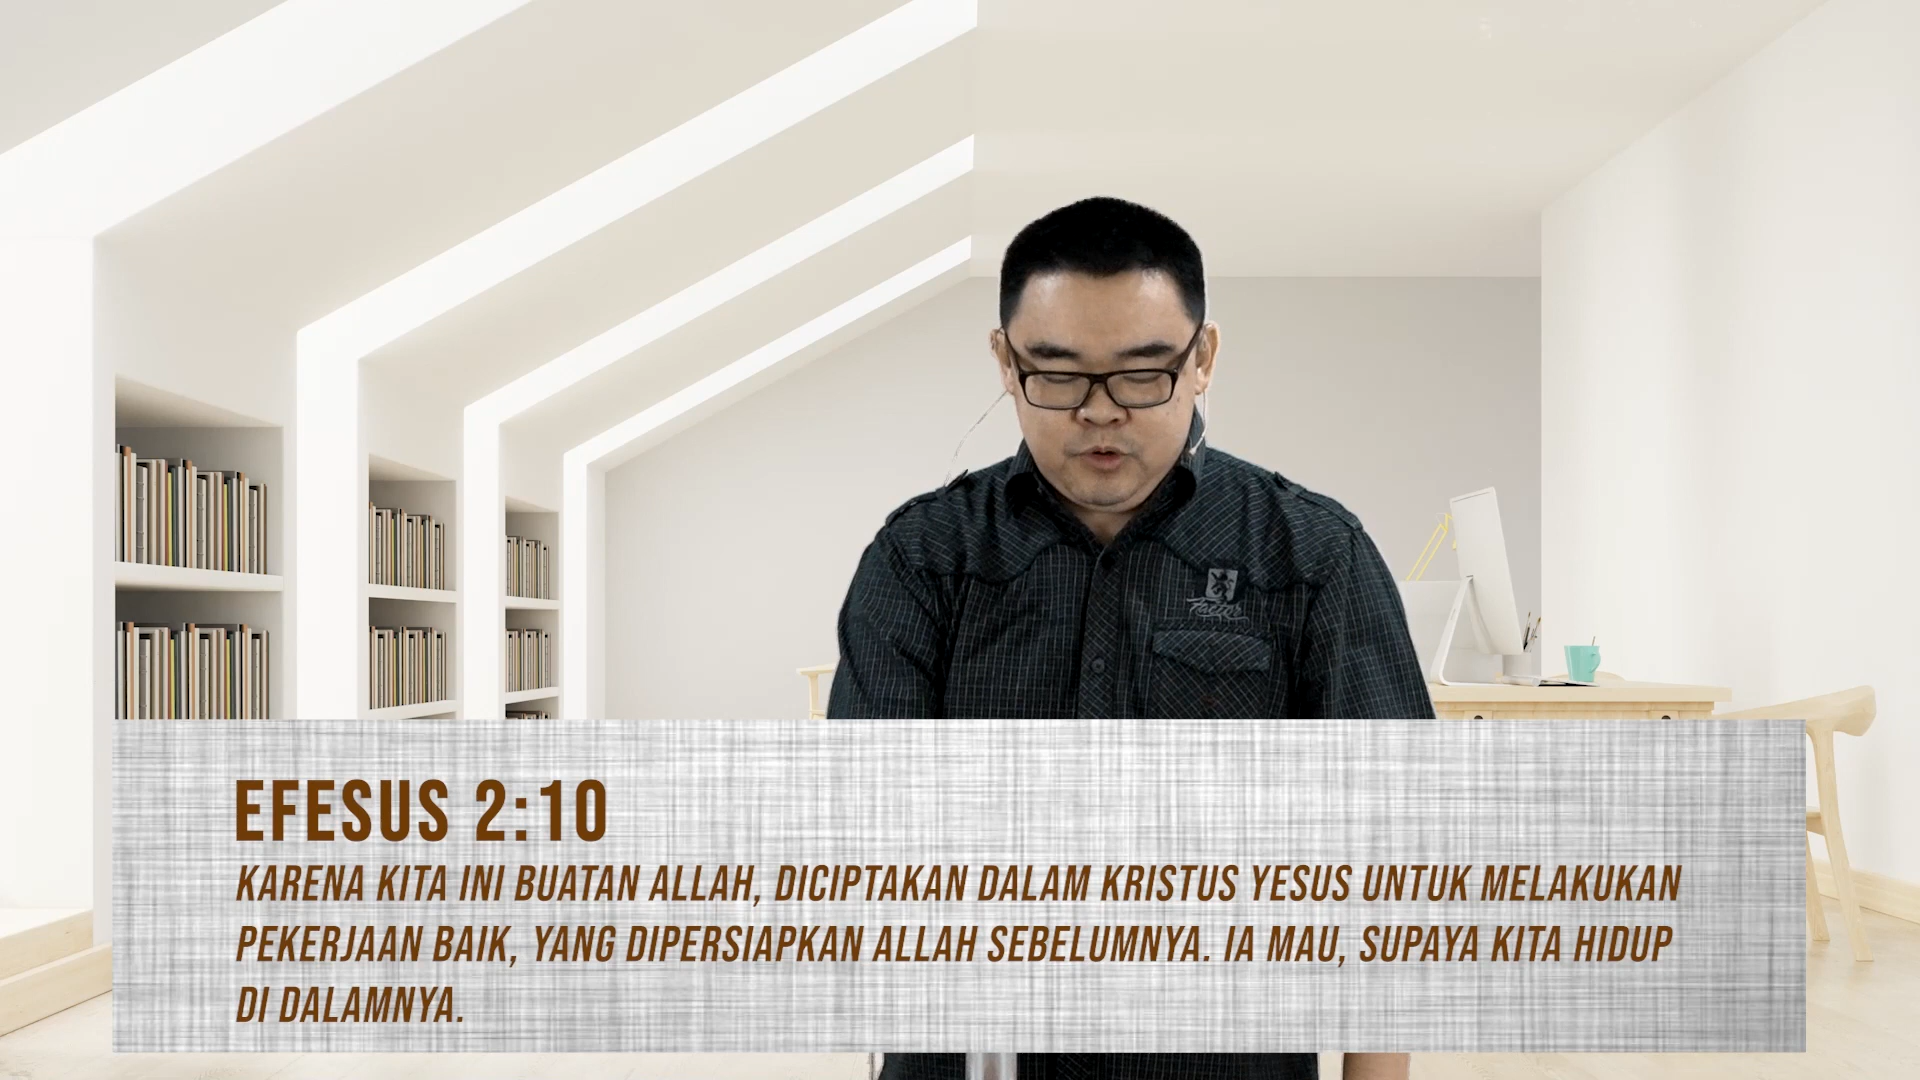 Factor
EFESUS 2:10
KARENA KITA INI BUATAN ALLAH, DICIPTAKAN DALAM KRISTUS YESUS UNTUK MELAKUKAN
PEKERJAAN BAIK, YANG DIPERSIAPKAN ALLAH SEBELUMNYA. IA MAU, SUPAYA KITA HIDUP
DI DALAMNYA.